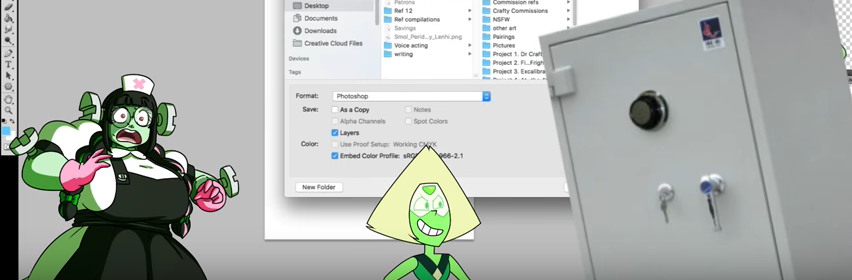 Desktop
Documents
Downloads
Creative Cloud Files
Devices
Tags
Patrons
Ref 12
Ref compilations
Savings
Smol_Perid...y_Lanhi.png
Voice acting
writing
Commission refs
Crafty Commissions
NSFW
other art
Pairings
Pictures
Project 1. Dr Craft
Project 2. Fi...Frigh
Project 3. Excalibra
Format: Photoshop
Save: As a Copy Notes
Alpha Channels Spot Colors
Layers
Color: Use Proof Setup: Working CMYK
Embed Color Profile: sRG 966-2.1
New Folder